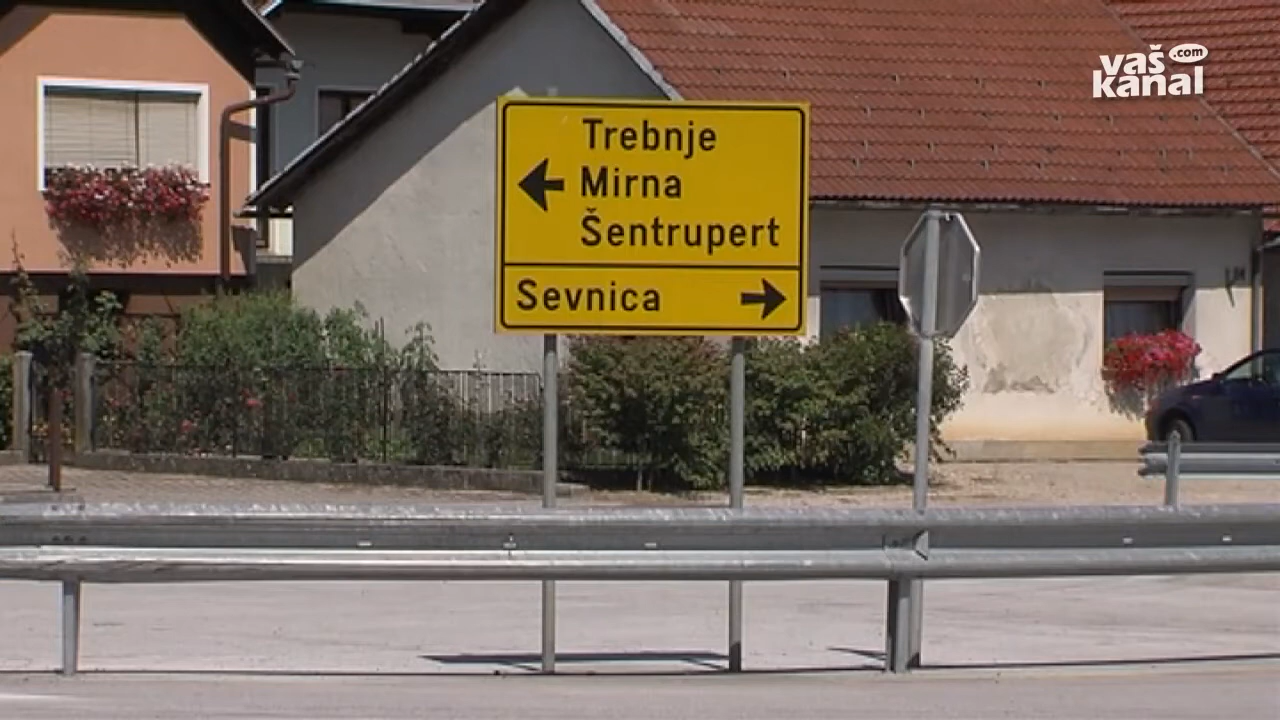 vaš.com
kanal
Trebnje
Mirna
Šentrupert
Sevnica